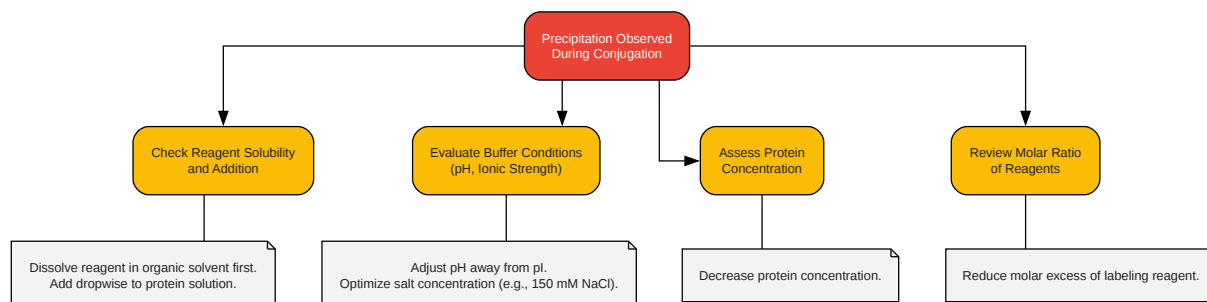 Precipitation Observed
During Conjugation
Check Reagent Solubility
and Addition
Evaluate Buffer Conditions
(pH, Ionic Strength)
Assess Protein
Concentration
Review Molar Ratio
of Reagents
Dissolve reagent in organic solvent first.
Add dropwise to protein solution.
Adjust pH away from pI.
Optimize salt concentration (e.g., 150 mM NaCl).
Decrease protein concentration.
Reduce molar excess of labeling reagent.